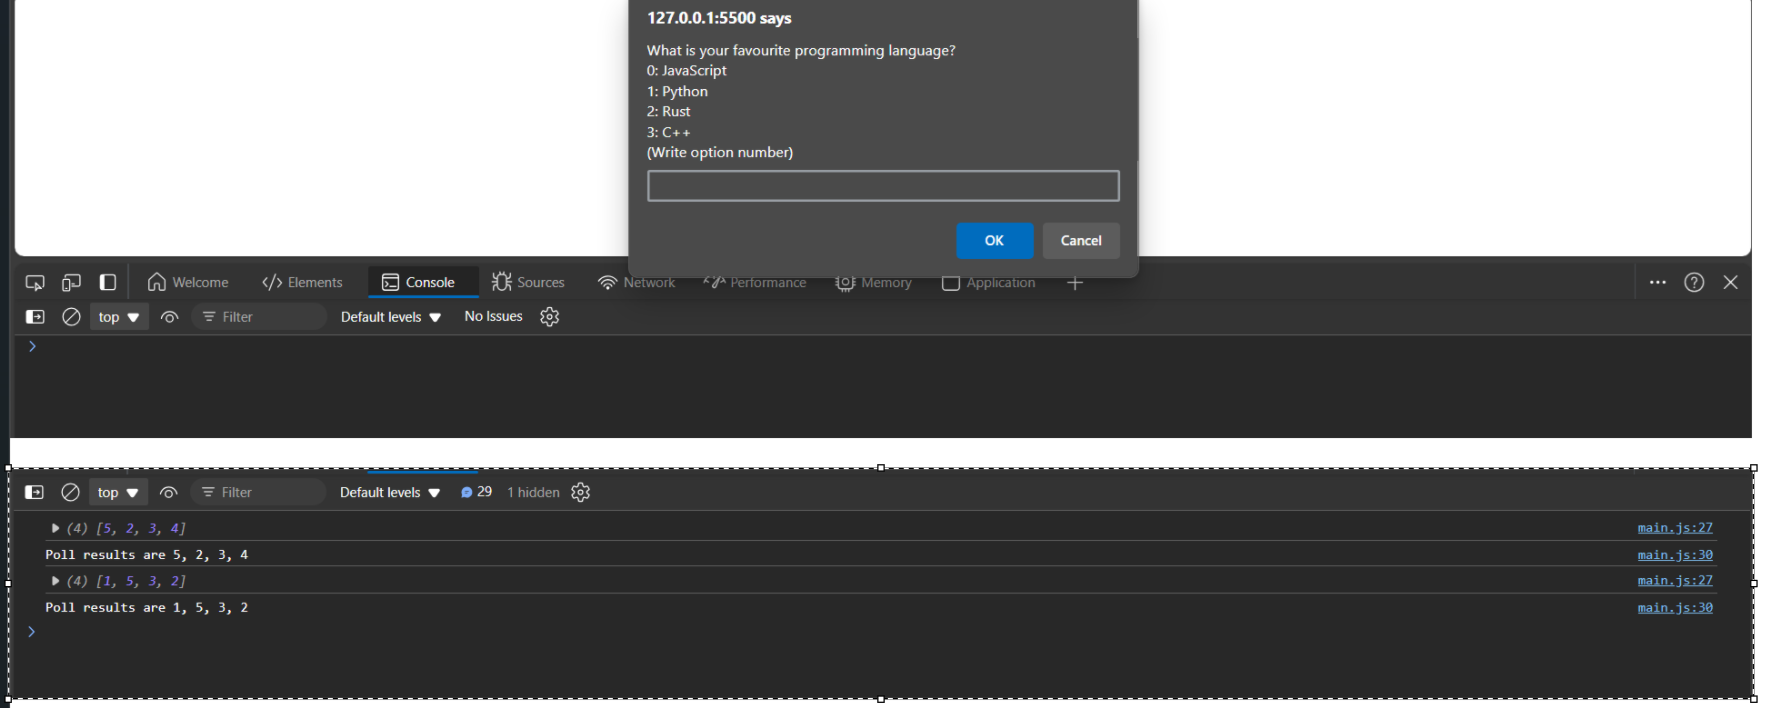 127.0.0.1:5500 says
What is your favourite programming language?
0: JavaScript
1: Python
2: Rust
3: C++
(Write option number)
OK Cancel
Welcome </> Elements Console Sources Network Performance Memory Application
top Filter Default levels No Issues
top Filter Default levels 29 1 hidden
(4) [5, 2, 3, 4] main.js:27
Poll results are 5, 2, 3, 4 main.js:30
(4) [1, 5, 3, 2] main.js:27
Poll results are 1, 5, 3, 2 main.js:30